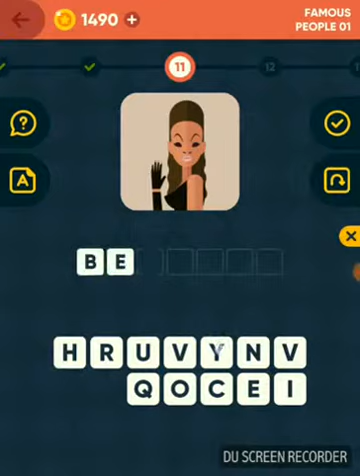 1490
FAMOUS
PEOPLE 01
11
12
A
BE
HRUVYNV
QOCEI
DU SCREEN RECORDER